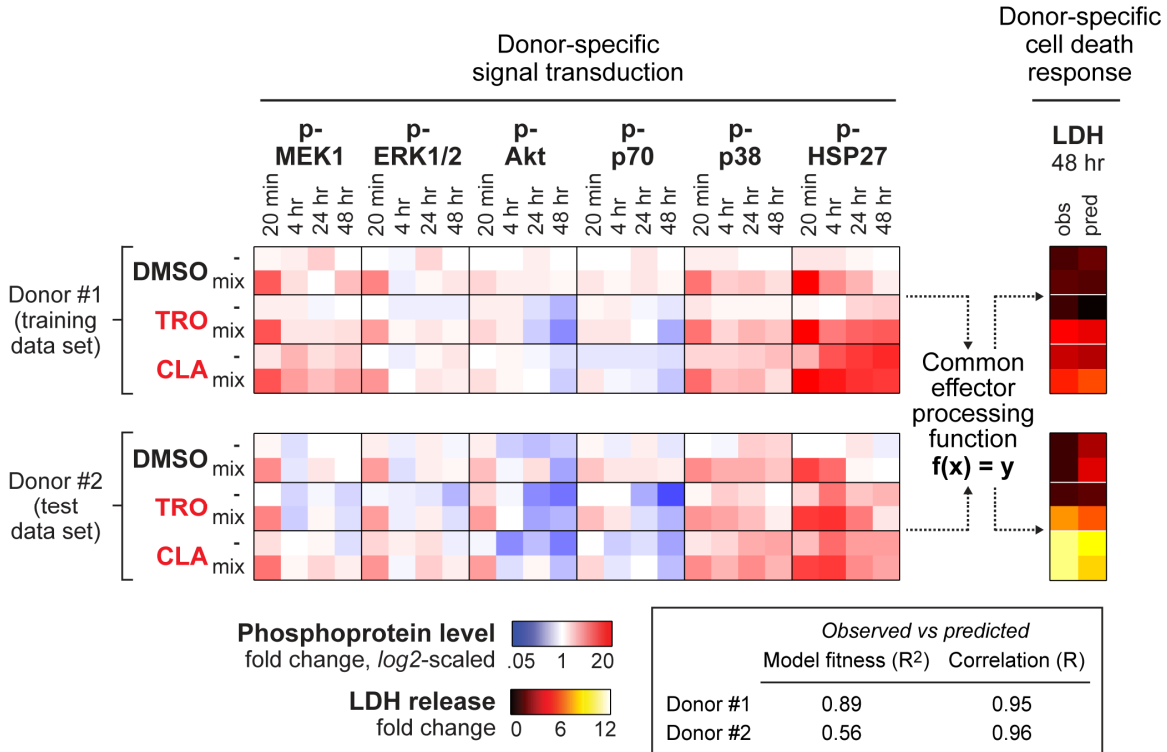 Donor-specific
signal transduction
Donor-specific
cell death
response
p-
MEK1
p-
ERK1/2
p-
Akt
p-
p70
p-
p38
p-
HSP27
LDH
48 hr
20 min
4 hr
24 hr
48 hr
20 min
4 hr
24 hr
48 hr
20 min
4 hr
24 hr
48 hr
20 min
4 hr
24 hr
48 hr
20 min
4 hr
24 hr
48 hr
20 min
4 hr
24 hr
48 hr
obs
pred
Donor #1
(training
data set)
DMSO
-
mix
TRO
-
mix
CLA
-
mix
Common
effector
processing
function
f(x) = y
Donor #2
(test
data set)
DMSO
-
mix
TRO
-
mix
CLA
-
mix
Phosphoprotein level
fold change, log2-scaled
.05 1 20
LDH release
fold change
0 6 12
Observed vs predicted
Model fitness (R²) Correlation (R)
Donor #1 0.89 0.95
Donor #2 0.56 0.96